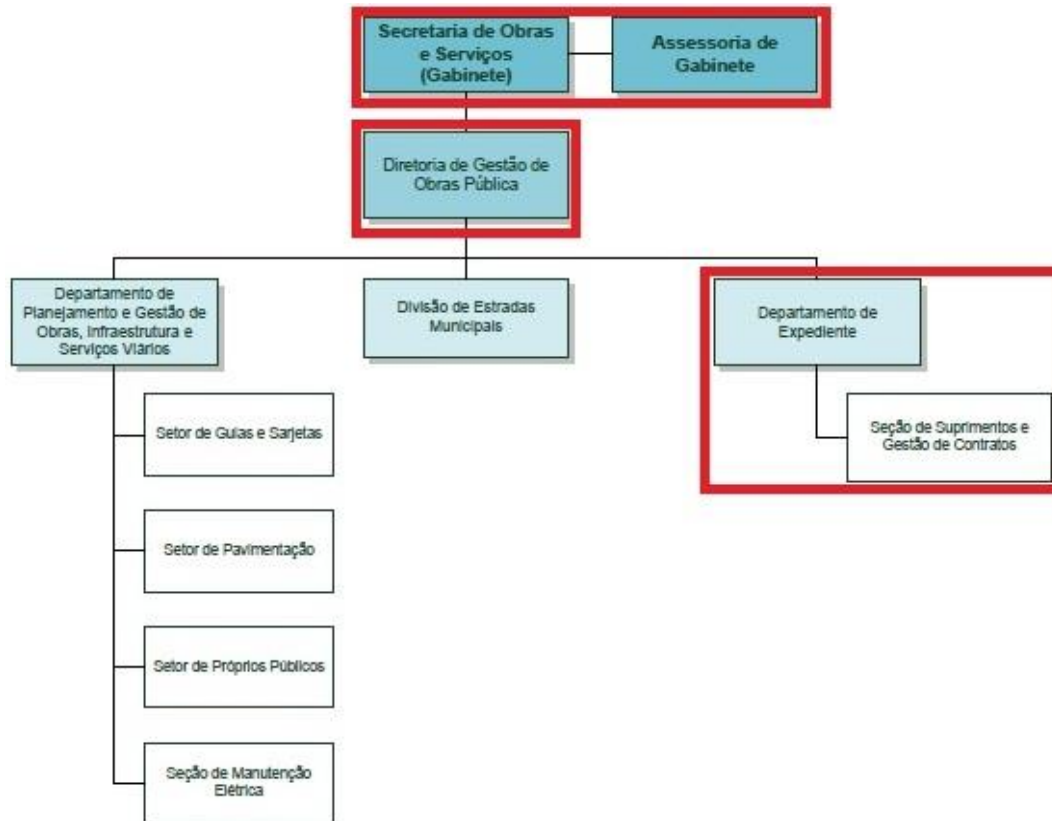 Secretaria de Obras
e Serviços
(Gabinete)
Assessoria de
Gabinete
Diretoria de Gestão de
Obras Pública
Departamento de
Planejamento e Gestão de
Obras, Infraestrutura e
Serviços Viários
Divisão de Estradas
Municipais
Departamento de
Expediente
Setor de Guias e Sarjetas
Seção de Suprimentos e
Gestão de Contratos
Setor de Pavimentação
Setor de Próprios Públicos
Seção de Manutenção
Elétrica